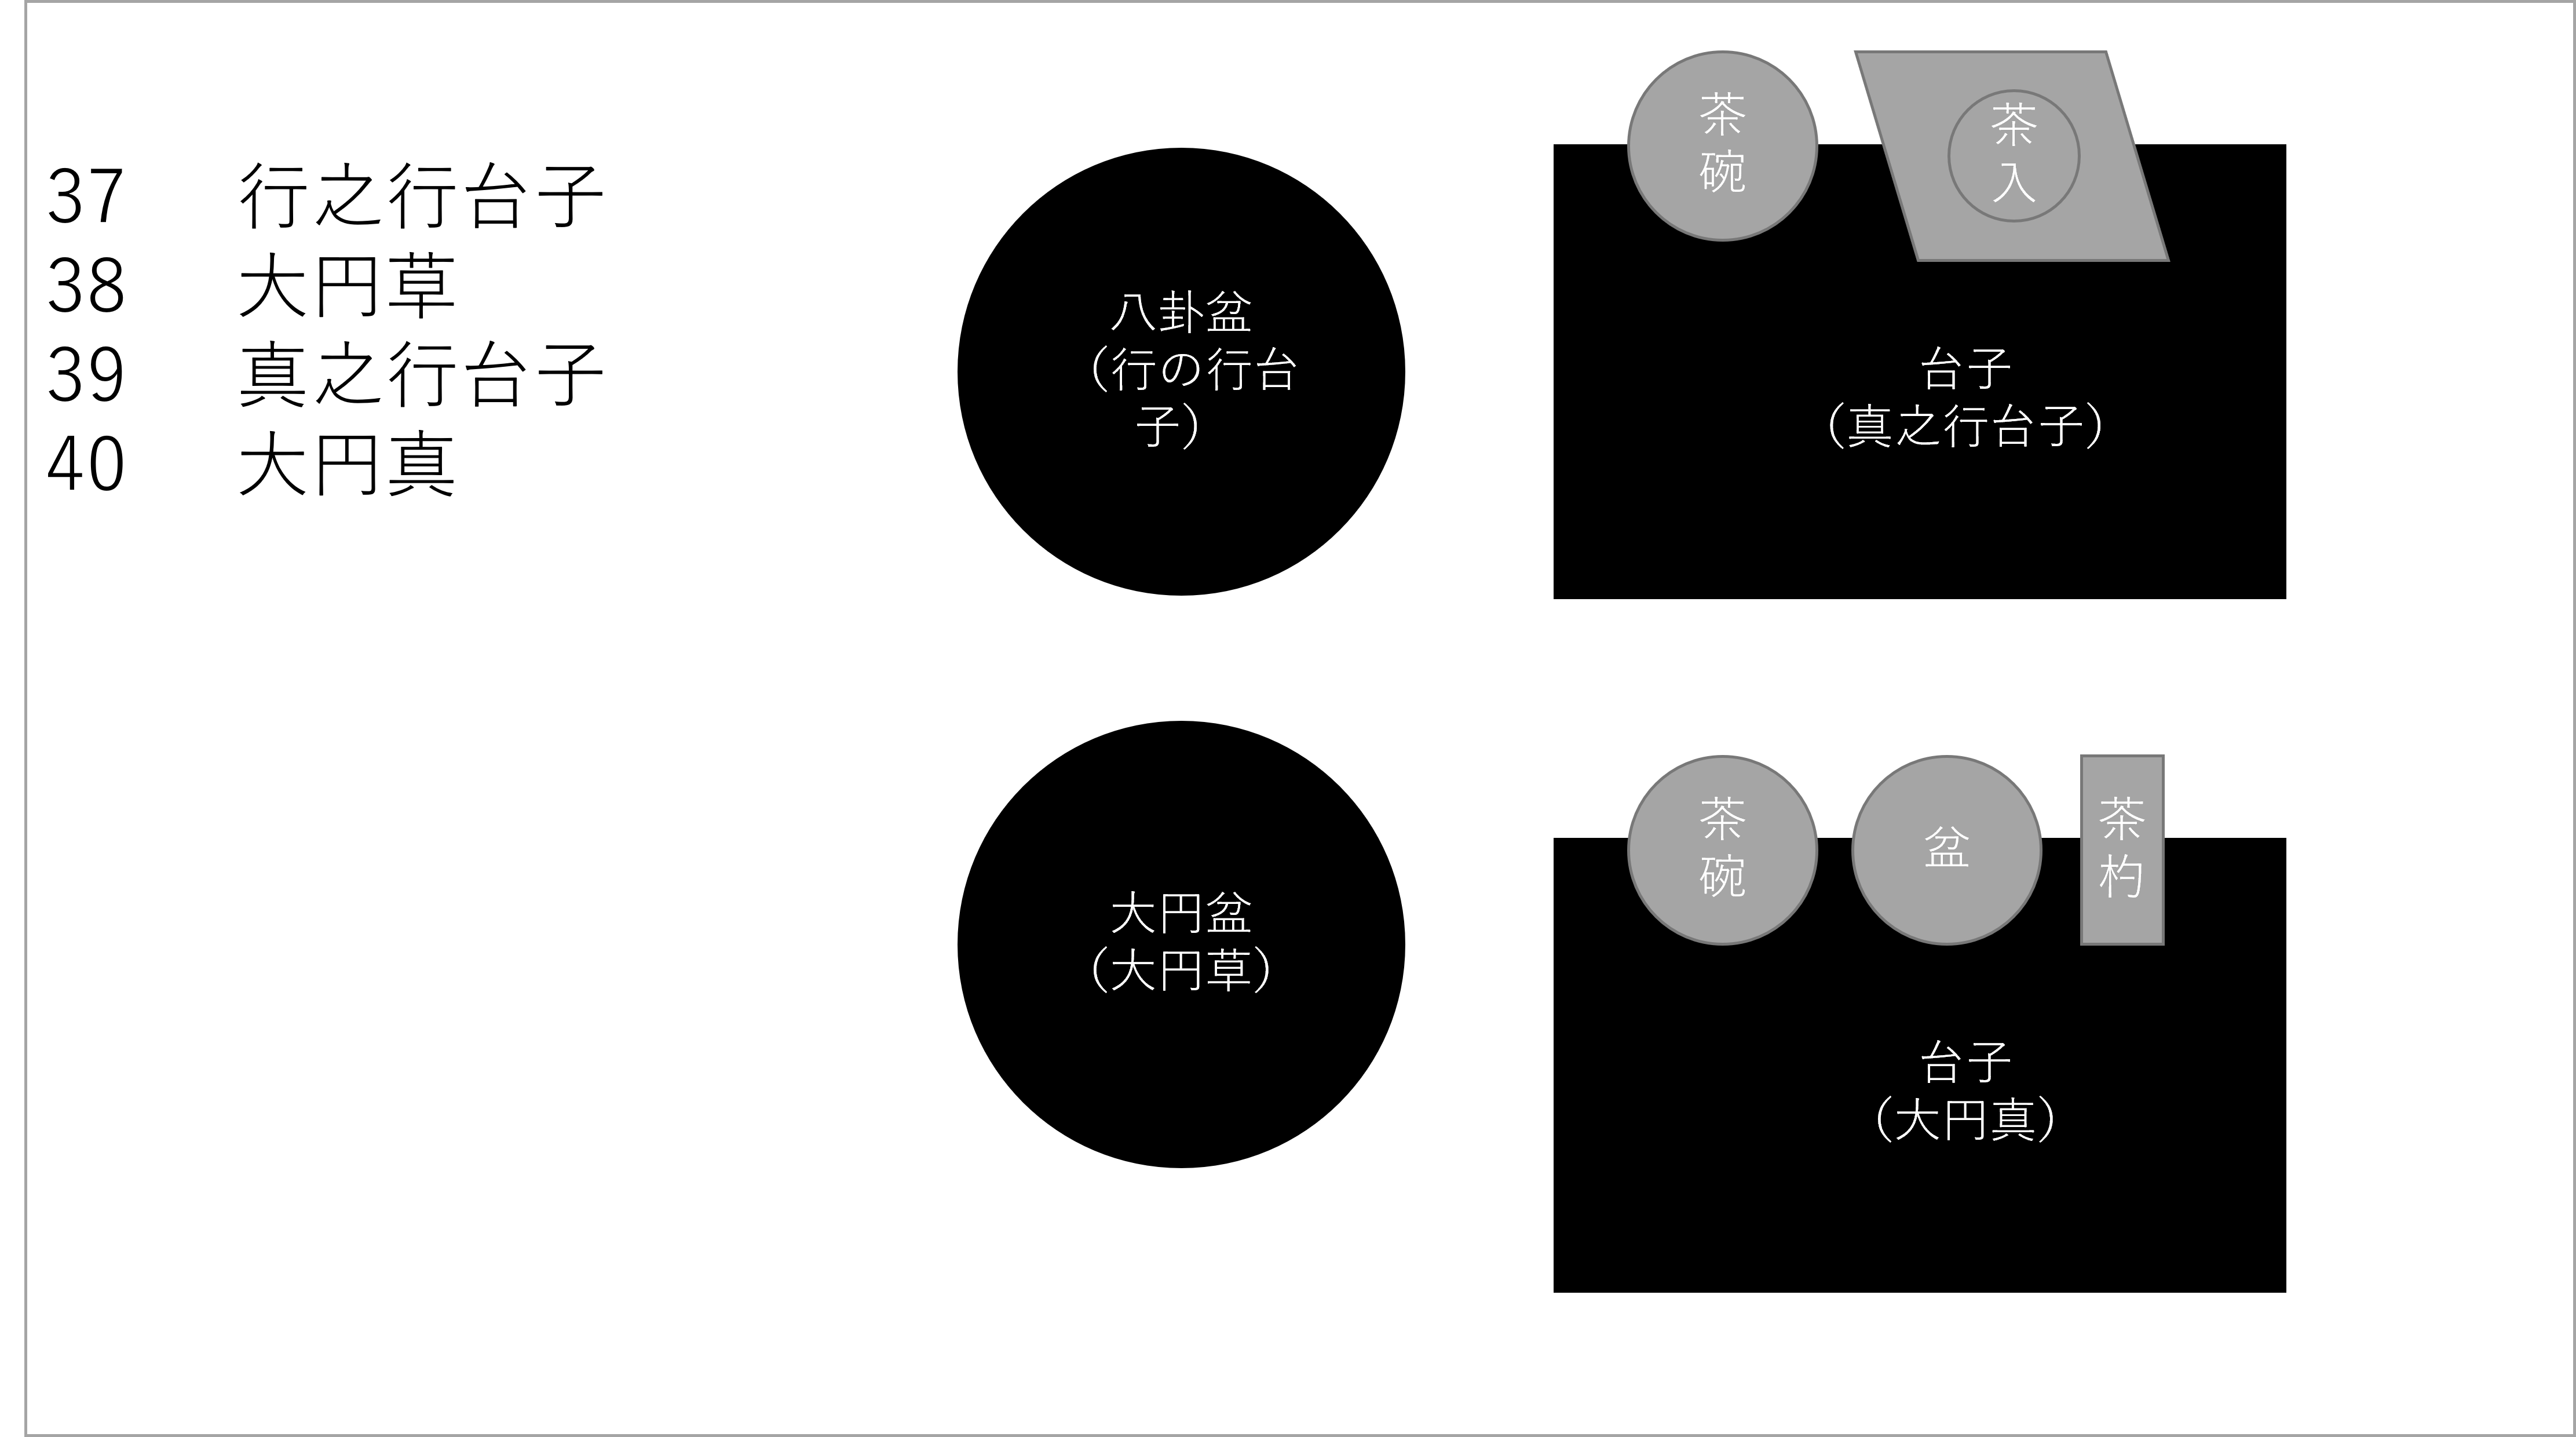 37 行之行台子
38 大円草
39 真之行台子
40 大円真
八卦盆
（行の行台
子）
茶
碗
茶
入
台子
（真之行台子）
大円盆
（大円草）
茶
碗
盆
茶
杓
台子
（大円真）